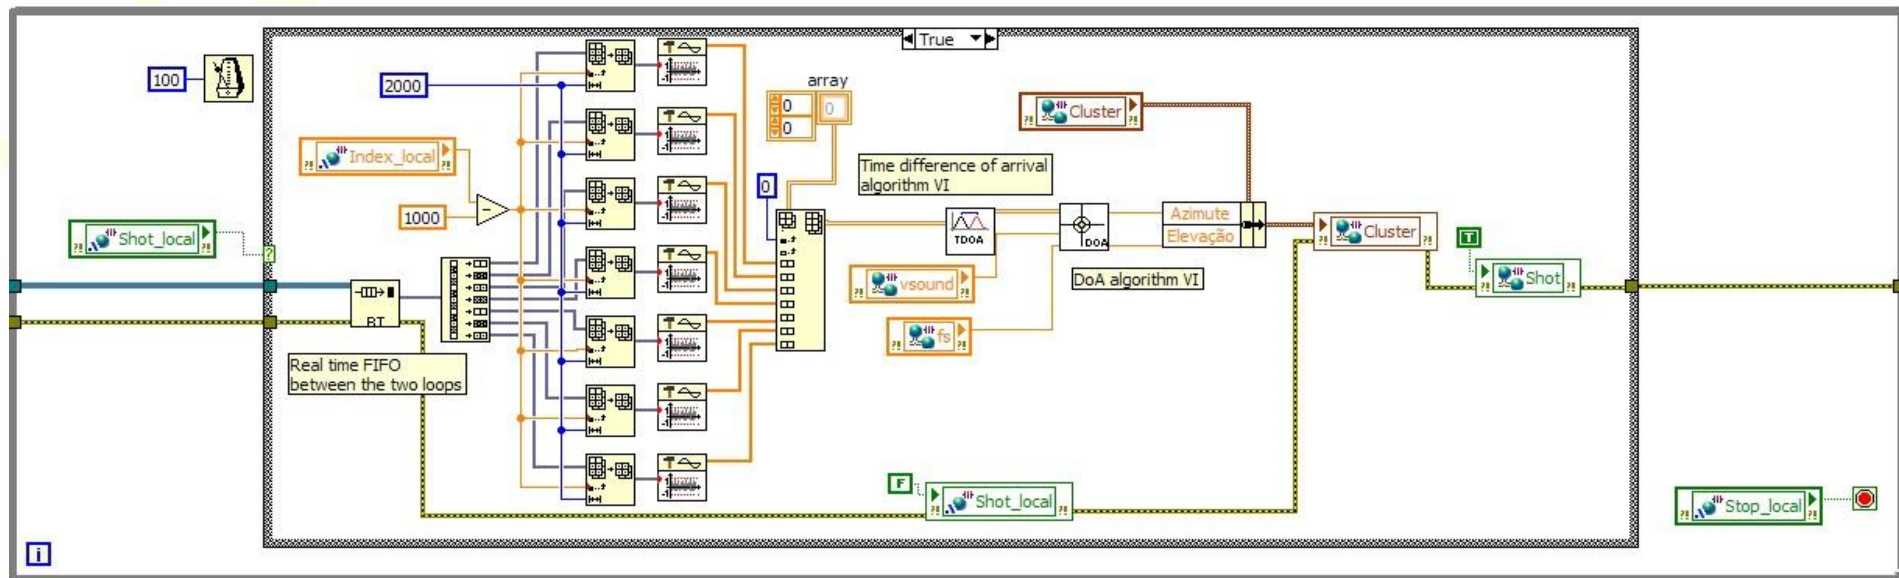 True
100
2000
array
0
0
0
Cluster
Index_local
Time difference of arrival
algorithm VI
0
1000
Azimute
Elevação
Shot_local
TDOA
DOA
Cluster
T
vsound
DoA algorithm VI
Shot
RT
fs
Real time FIFO
between the two loops
F
Shot_local
Stop_local
i